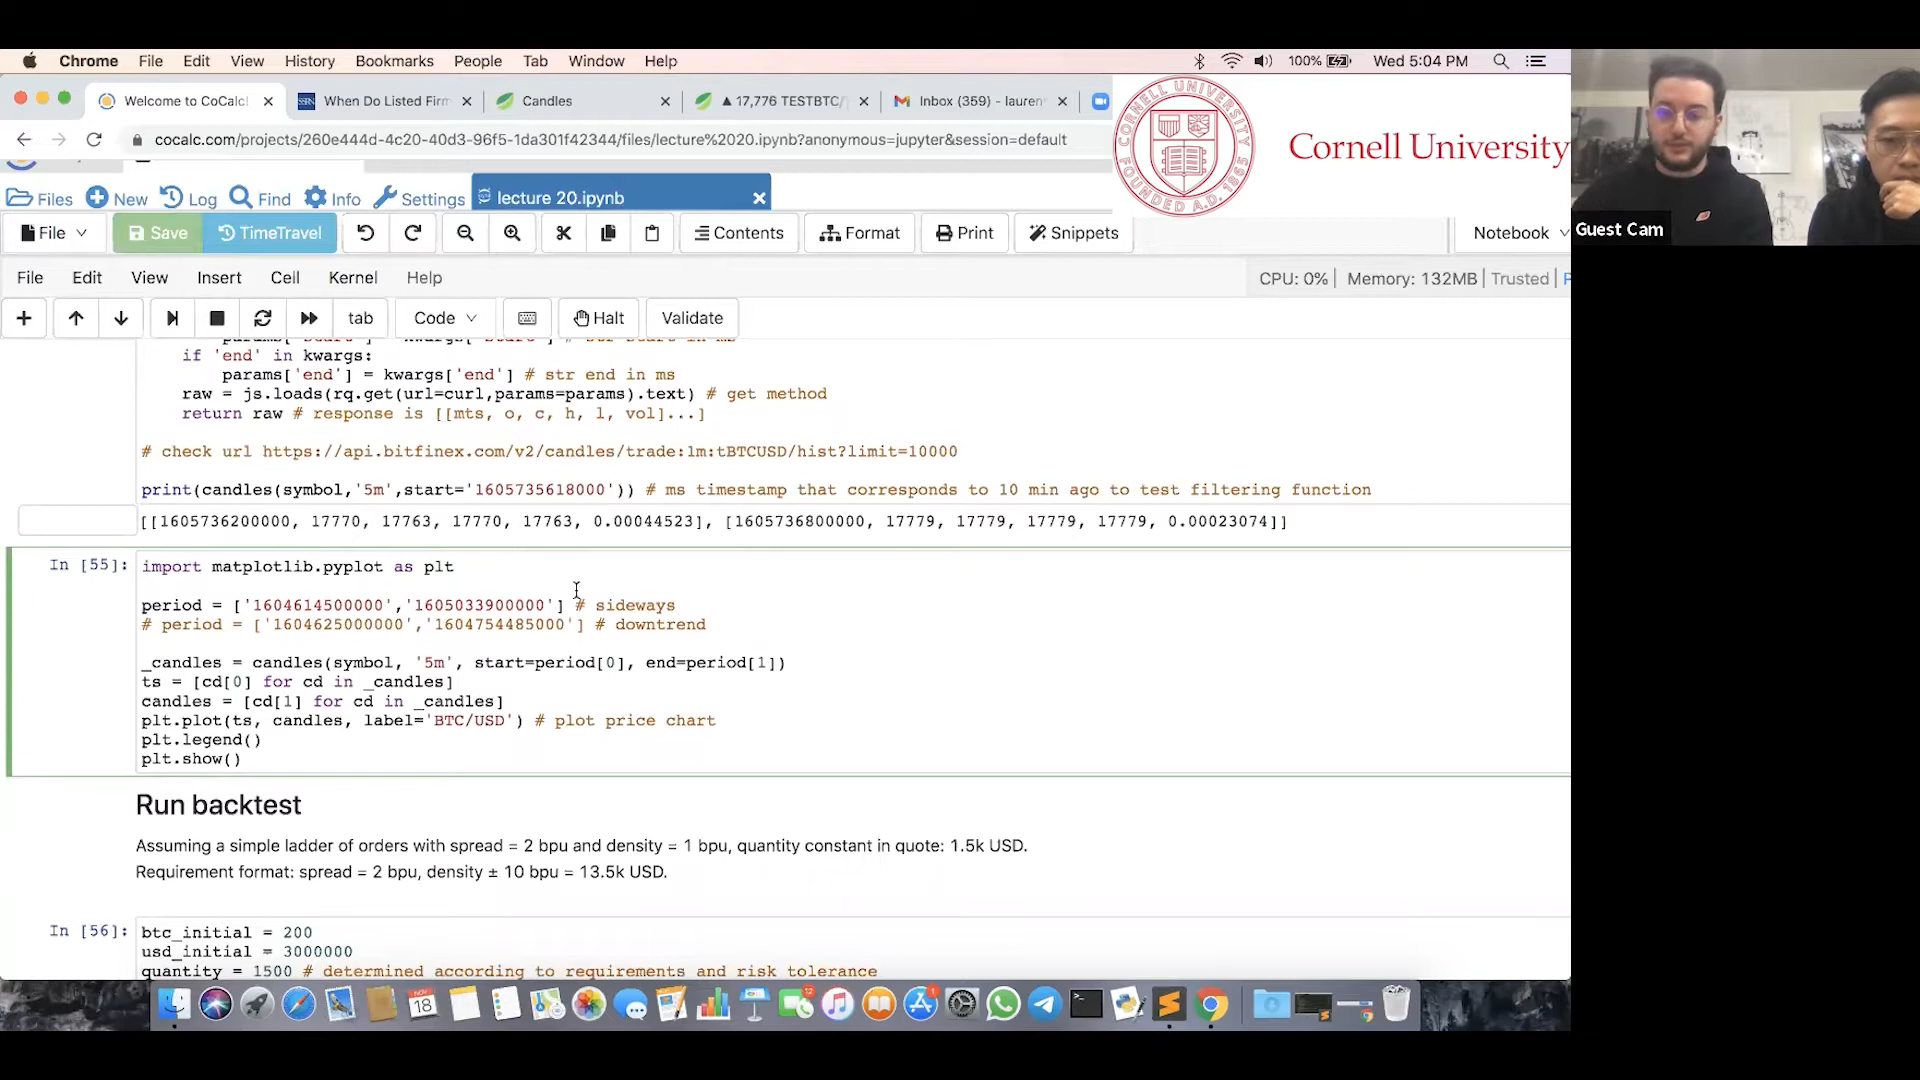 Chrome File Edit View History Bookmarks People Tab Window Help 100% Wed 5:04 PM
Welcome to CoCalc When Do Listed Firm Candles ▲ 17,776 TESTBTC/ Inbox (359) - lauren
cocalc.com/projects/260e444d-4c20-40d3-96f5-1da301f42344/files/lecture%2020.ipynb?anonymous=jupyter&session=default
CORNELL UNIVERSITY FOUNDED A.D. 1865
Cornell University
Files New Log Find Info Settings lecture 20.ipynb
File Save TimeTravel Contents Format Print Snippets Notebook
Guest Cam
File Edit View Insert Cell Kernel Help CPU: 0% | Memory: 132MB | Trusted |
tab Code Halt Validate
if 'end' in kwargs:
params['end'] = kwargs['end'] # str end in ms
raw = js.loads(rq.get(url=curl,params=params).text) # get method
return raw # response is [[mts, o, c, h, l, vol]...]
# check url https://api.bitfinex.com/v2/candles/trade:1m:tBTCUSD/hist?limit=10000
print(candles(symbol,'5m',start='1605735618000')) # ms timestamp that corresponds to 10 min ago to test filtering function
[[1605736200000, 17770, 17763, 17770, 17763, 0.00044523], [1605736800000, 17779, 17779, 17779, 17779, 0.00023074]]
In [55]: import matplotlib.pyplot as plt
period = ['1604614500000','1605033900000'] # sideways
# period = ['1604625000000','1604754485000'] # downtrend
_candles = candles(symbol, '5m', start=period[0], end=period[1])
ts = [cd[0] for cd in _candles]
candles = [cd[1] for cd in _candles]
plt.plot(ts, candles, label='BTC/USD') # plot price chart
plt.legend()
plt.show()
Run backtest
Assuming a simple ladder of orders with spread = 2 bpu and density = 1 bpu, quantity constant in quote: 1.5k USD.
Requirement format: spread = 2 bpu, density ± 10 bpu = 13.5k USD.
In [56]: btc_initial = 200
usd_initial = 3000000
quantity = 1500 # determined according to requirements and risk tolerance
NOV 18